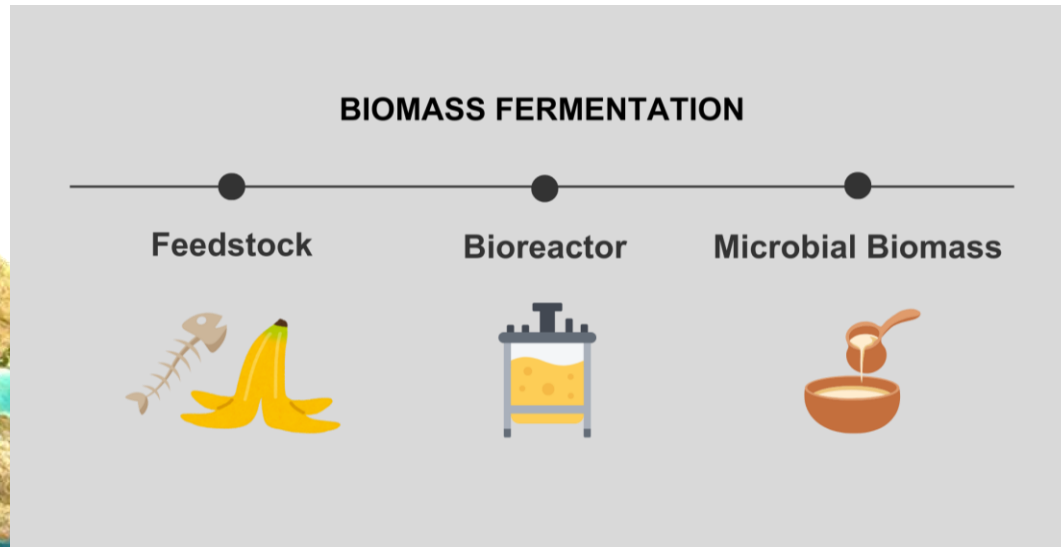 BIOMASS FERMENTATION
Feedstock
Bioreactor
Microbial Biomass